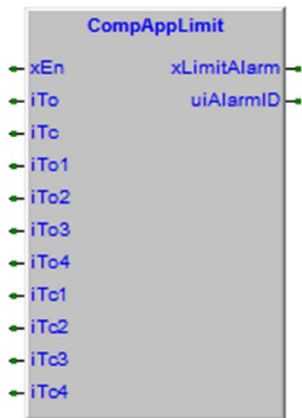 CompAppLimit
xEn xLimitAlarm
iTo uiAlarmID
iTc
iTo1
iTo2
iTo3
iTo4
iTc1
iTc2
iTc3
iTc4